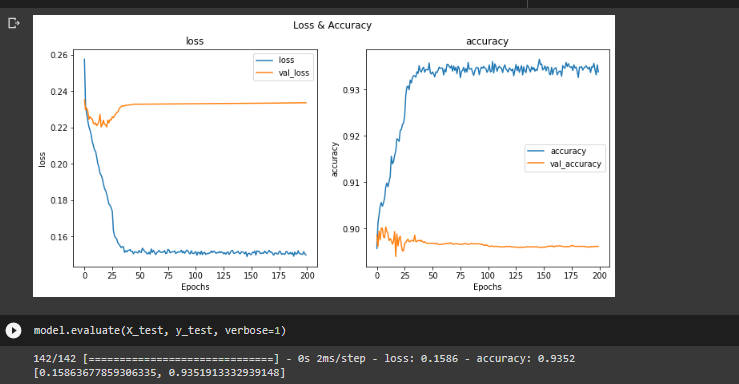 Loss & Accuracy
loss
accuracy
0.26
0.24
0.22
0.20
0.18
0.16
loss
loss
val_loss
0
25
50
75
100
125
150
175
200
Epochs
0.93
0.92
0.91
0.90
accuracy
accuracy
val_accuracy
0
25
50
75
100
125
150
175
200
Epochs
model.evaluate(X_test, y_test, verbose=1)
142/142 [==============================] - 0s 2ms/step - loss: 0.1586 - accuracy: 0.9352
[0.15863677859306335, 0.9351913332939148]